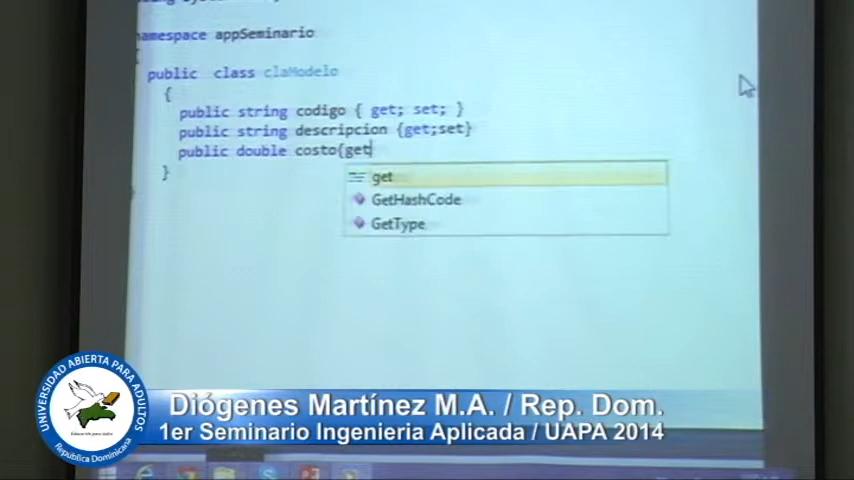 namespace appSeminario
{
public class claModelo
{
public string codigo { get; set; }
public string descripcion {get;set}
public double costo{get
}
get
GetHashCode
GetType
UNIVERSIDAD ABIERTA PARA ADULTOS
República Dominicana
Diógenes Martínez M.A. / Rep. Dom.
1er Seminario Ingenieria Aplicada / UAPA 2014